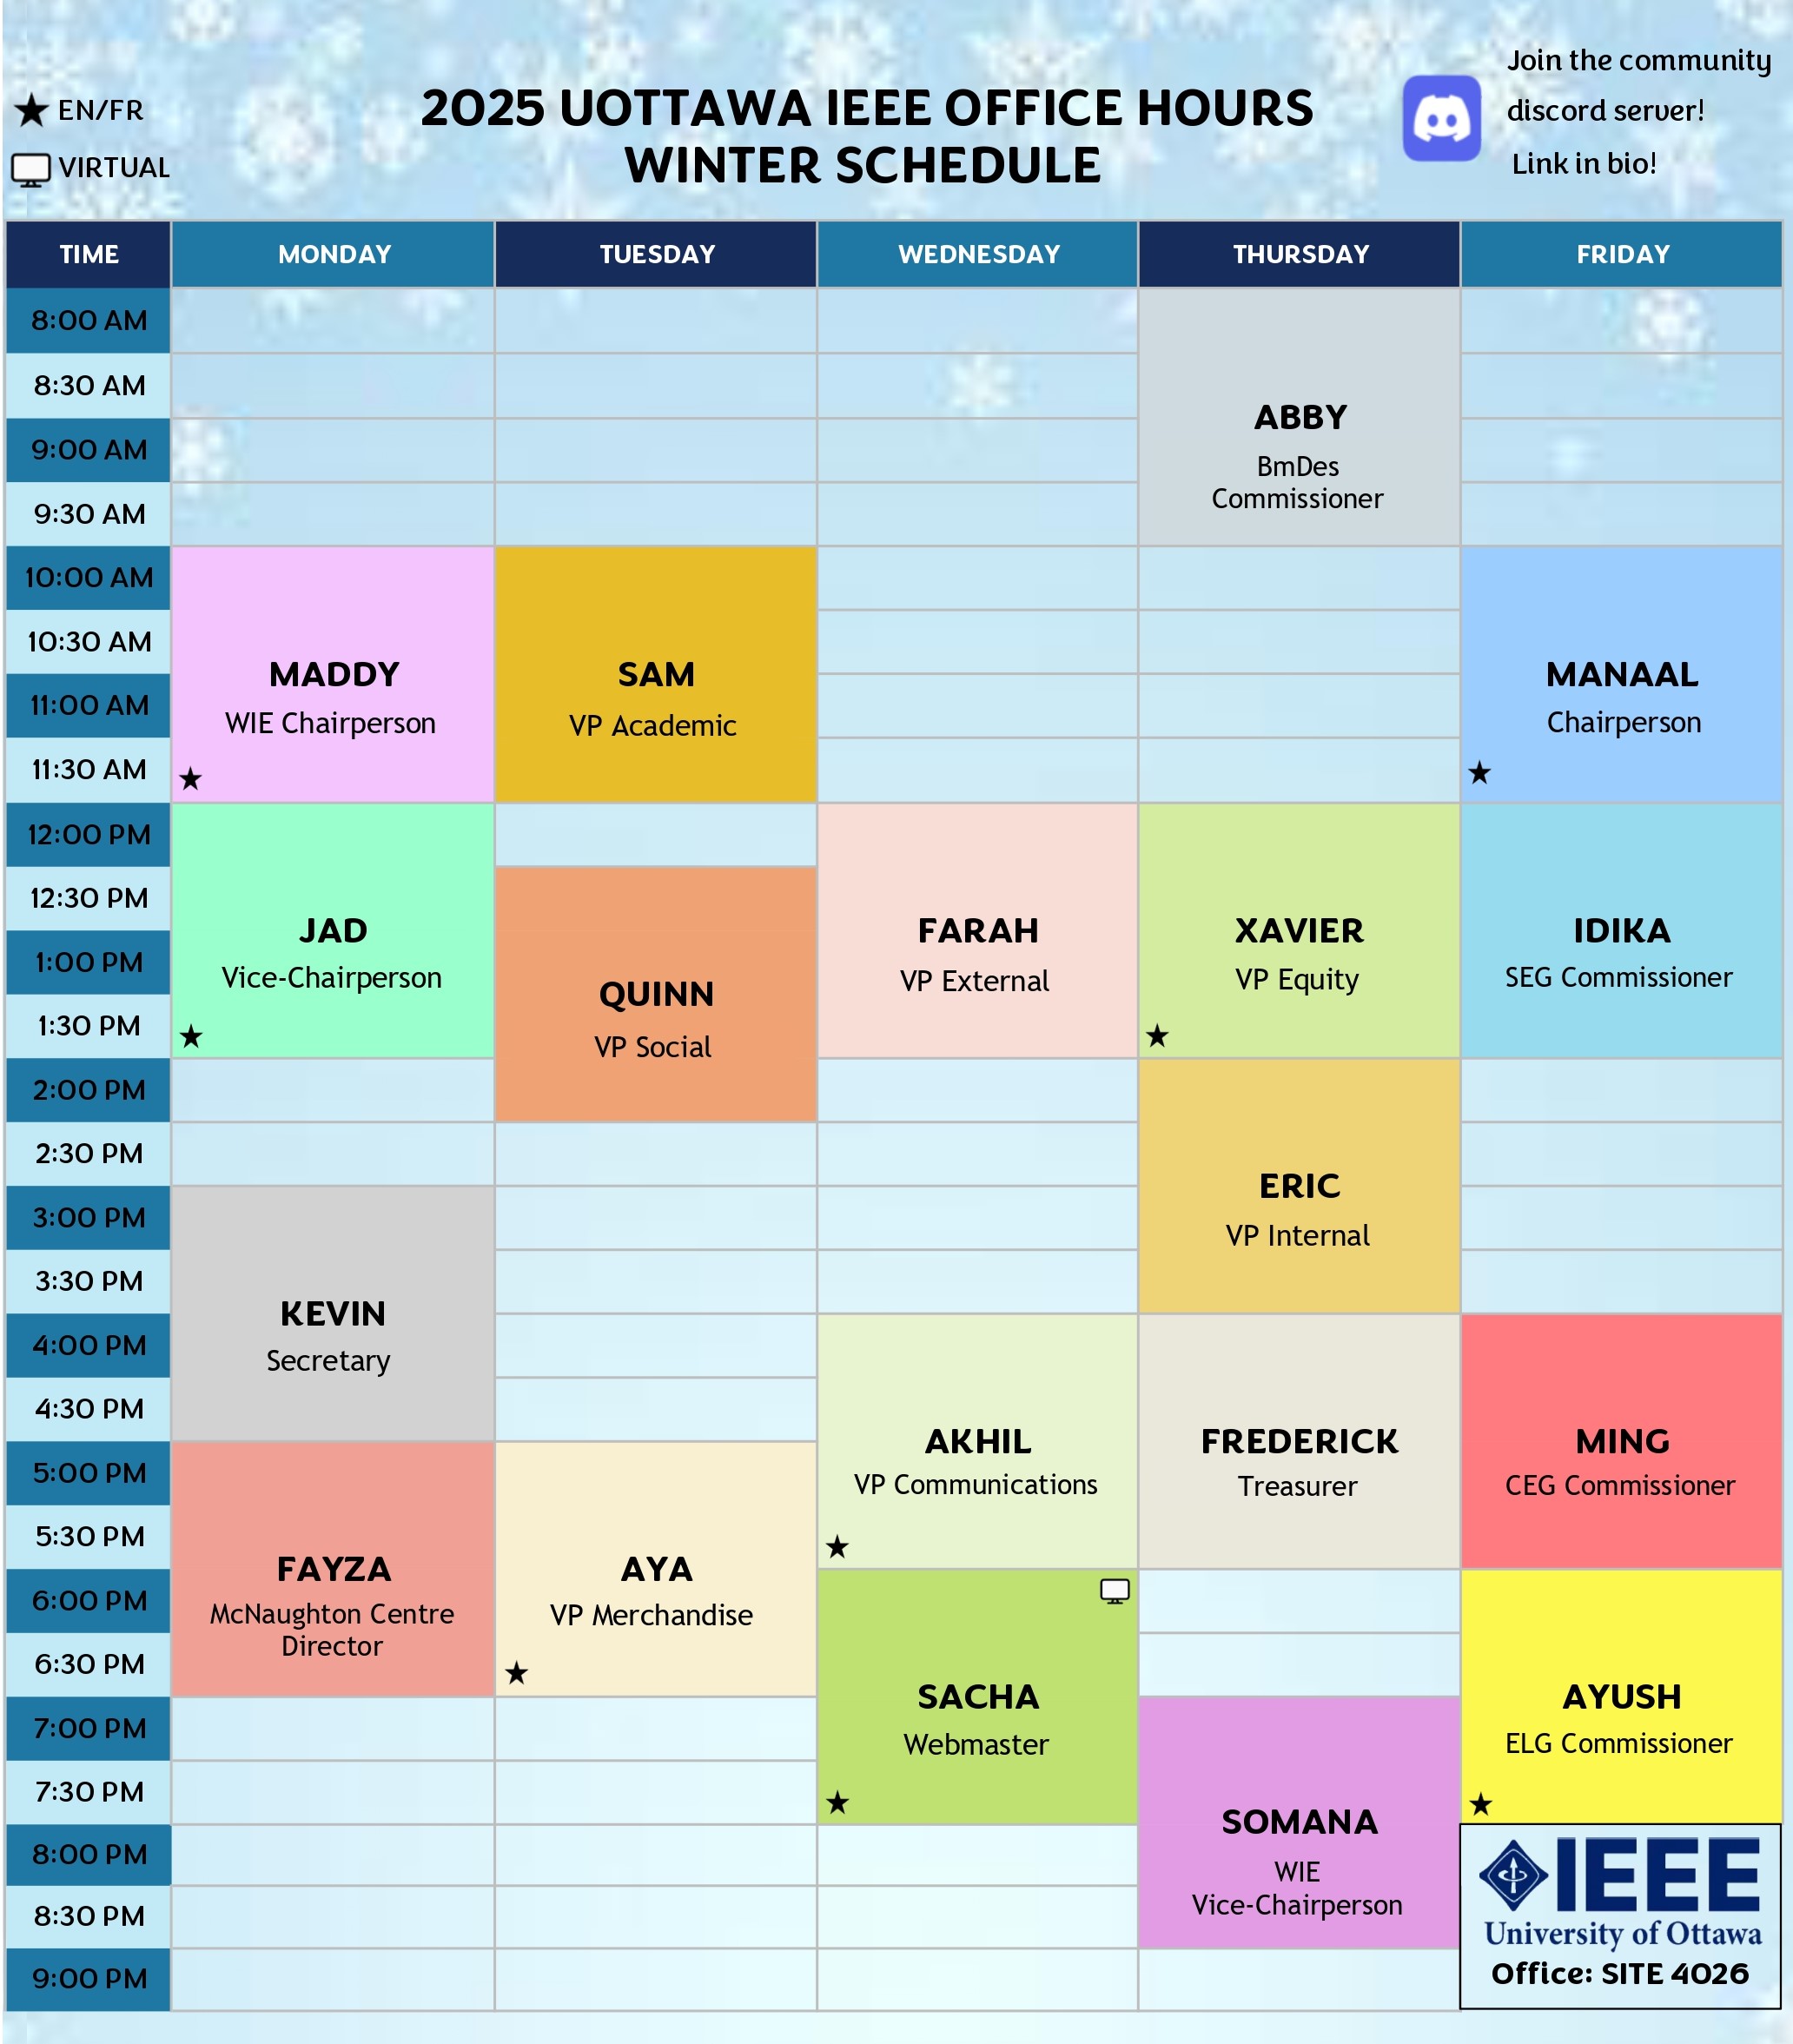 ★ EN/FR
VIRTUAL
2025 UOTTAWA IEEE OFFICE HOURS
WINTER SCHEDULE
Join the community
discord server!
Link in bio!
TIME MONDAY TUESDAY WEDNESDAY THURSDAY FRIDAY
8:00 AM
8:30 AM
ABBY
9:00 AM
BmDes
Commissioner
9:30 AM
10:00 AM
10:30 AM
MADDY SAM MANAAL
11:00 AM
WIE Chairperson VP Academic Chairperson
11:30 AM
★ ★
12:00 PM
12:30 PM
JAD FARAH XAVIER IDIKA
1:00 PM
Vice-Chairperson VP External VP Equity SEG Commissioner
QUINN
1:30 PM
★ ★
VP Social
2:00 PM
2:30 PM
ERIC
3:00 PM
VP Internal
3:30 PM
KEVIN
4:00 PM
Secretary
4:30 PM
AKHIL FREDERICK MING
5:00 PM
VP Communications Treasurer CEG Commissioner
5:30 PM
★
FAYZA AYA
6:00 PM
McNaughton Centre VP Merchandise
Director
6:30 PM
★
SACHA AYUSH
7:00 PM
Webmaster ELG Commissioner
7:30 PM
★ ★
SOMANA
8:00 PM
WIE
Vice-Chairperson
8:30 PM
9:00 PM
IEEE
University of Ottawa
Office: SITE 4026